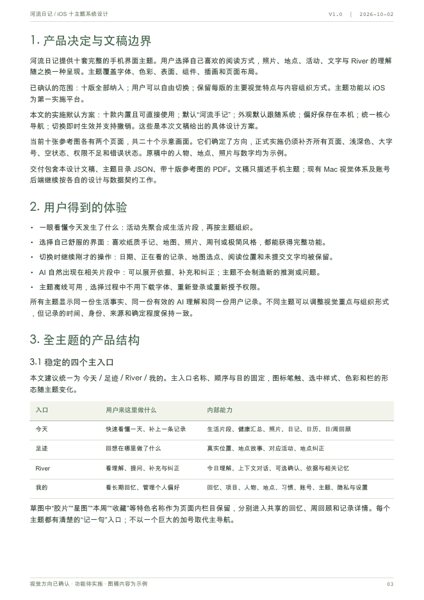 河流日记 / iOS 十主题系统设计
V1.0 | 2026-10-02
1. 产品决定与文稿边界
河流日记提供十套完整的手机界面主题。用户选择自己喜欢的阅读方式，照片、地点、活动、文字与 River 的理解
随之换一种呈现。主题覆盖字体、色彩、表面、组件、插画和页面布局。
已确认的范围：十版全部纳入；用户可以自由切换；保留每版的主要视觉特点与内容组织方式。主题功能以 iOS
为第一实施平台。
本文的实施默认方案：十款内置且可直接使用；默认“河流手记”；外观默认跟随系统；偏好保存在本机；统一核心
导航；切换即时生效并支持撤销。这些是本次文稿给出的具体设计方案。
当前十张参考图各有两个页面，共二十个示意画面。它们确定了方向，正式实施仍须补齐所有页面、浅深色、大字
号、空状态、权限不足和错误状态。原稿中的人物、地点、照片与数字均为示例。
交付包含本设计文稿、主题目录 JSON、带十版参考图的 PDF。文稿只描述手机主题；现有 Mac 视觉体系及账号
后端继续按各自的设计与数据契约工作。
2. 用户得到的体验
• 一眼看懂今天发生了什么：活动先聚合成生活片段，再按主题组织。
• 选择自己舒服的界面：喜欢纸质手记、地图、照片、周刊或极简风格，都能获得完整功能。
• 切换时继续刚才的操作：日期、正在看的记录、地图选点、阅读位置和未提交文字均被保留。
• AI 自然出现在相关片段中：可以展开依据、补充和纠正；主题不会制造新的推测或问题。
• 主题离线可用，选择过程中不用下载字体、重新登录或重新授予权限。
所有主题显示同一份生活事实、同一份有效的 AI 理解和同一份用户记录。不同主题可以调整视觉重点与组织形式
，但记录的时间、身份、来源和确定程度保持一致。
3. 全主题的产品结构
3.1 稳定的四个主入口
本文建议统一为 今天 / 足迹 / River / 我的。主入口名称、顺序与目的固定，图标笔触、选中样式、色彩和栏的形
态随主题变化。
入口 用户来这里做什么 内部能力
今天 快速看懂一天、补上一条记录 生活片段、健康汇总、照片、日记、日历、日/周回顾
足迹 回想在哪里做了什么 真实位置、地点故事、对应活动、地点纠正
River 看理解、提问、补充与纠正 今日理解、上下文对话、可选确认、依据与相关记忆
我的 看长期回忆、管理个人偏好 回忆、项目、人物、地点、习惯、账号、主题、隐私与设置
草图中“胶片”“星图”“本周”“收藏”等特色名称作为页面内栏目保留，分别进入共享的回忆、周回顾和记录详情。每个
主题都有清楚的“记一句”入口；不以一个巨大的加号取代主导航。
视觉方向已确认 · 功能待实施 · 图稿内容为示例
03